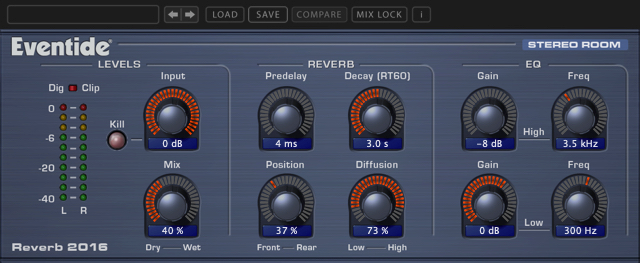 LOAD SAVE COMPARE MIX LOCK i
Eventide® STEREO ROOM
LEVELS REVERB EQ
Input Predelay Decay (RT60) Gain Freq
Dig Clip
0
Kill
-6 High
0 dB 4 ms 3.0 s -8 dB 3.5 kHz
-20 Mix Position Diffusion Gain Freq
-40
L R Low
40 % 37 % 73 % 0 dB 300 Hz
Reverb 2016 Dry Wet Front Rear Low High